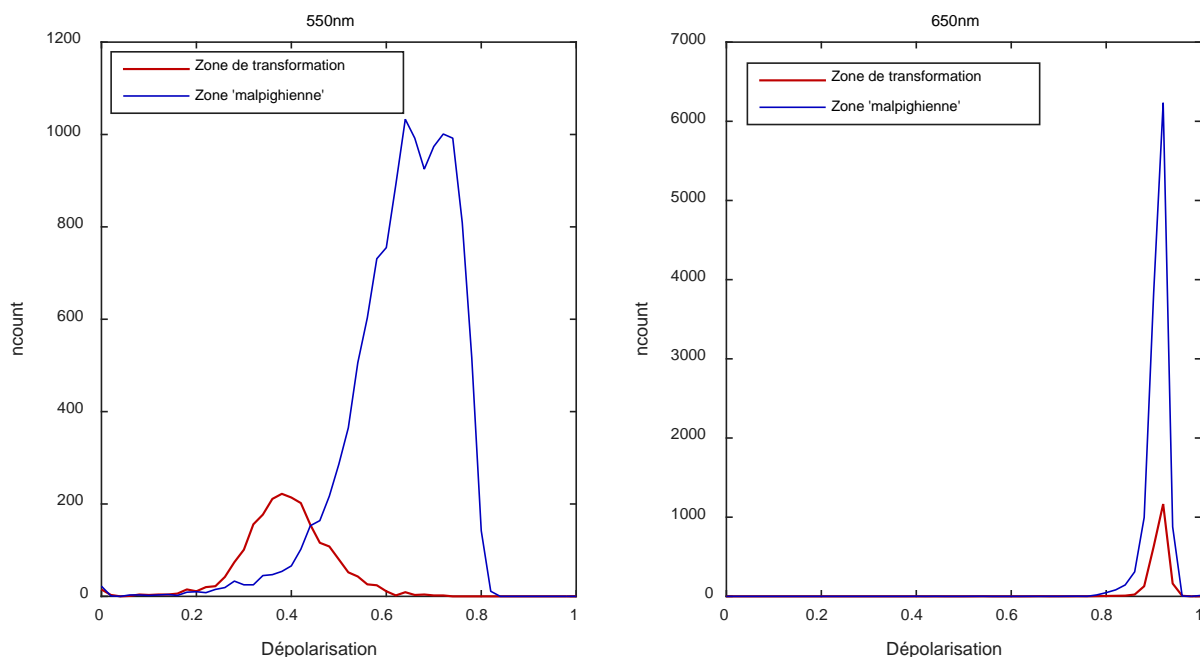 550nm
1200
1000
800
600
400
200
0
0 0.2 0.4 0.6 0.8 1
ncount
Dépolarisation
Zone de transformation
Zone 'malpighienne'
650nm
7000
6000
5000
4000
3000
2000
1000
0
0 0.2 0.4 0.6 0.8 1
ncount
Dépolarisation
Zone de transformation
Zone 'malpighienne'